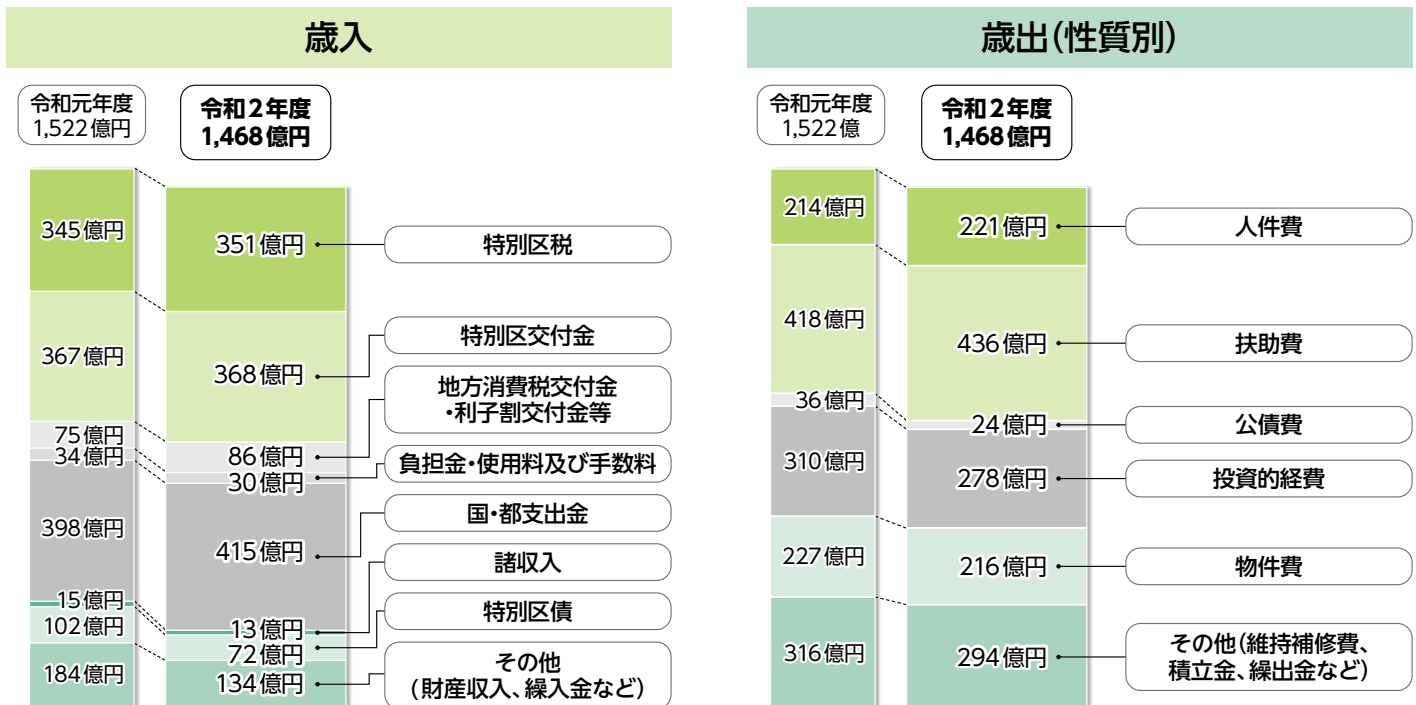 歳入
令和元年度
1,522億円
令和2年度
1,468億円
345億円
351億円
特別区税
367億円
368億円
特別区交付金
75億円
86億円
地方消費税交付金
・利子割交付金等
34億円
30億円
負担金・使用料及び手数料
398億円
415億円
国・都支出金
15億円
13億円
諸収入
102億円
72億円
特別区債
184億円
134億円
その他
(財産収入、繰入金など)
歳出(性質別)
令和元年度
1,522億
令和2年度
1,468億円
214億円
221億円
人件費
418億円
436億円
扶助費
36億円
24億円
公債費
310億円
278億円
投資的経費
227億円
216億円
物件費
316億円
294億円
その他(維持補修費、
積立金、繰出金など)